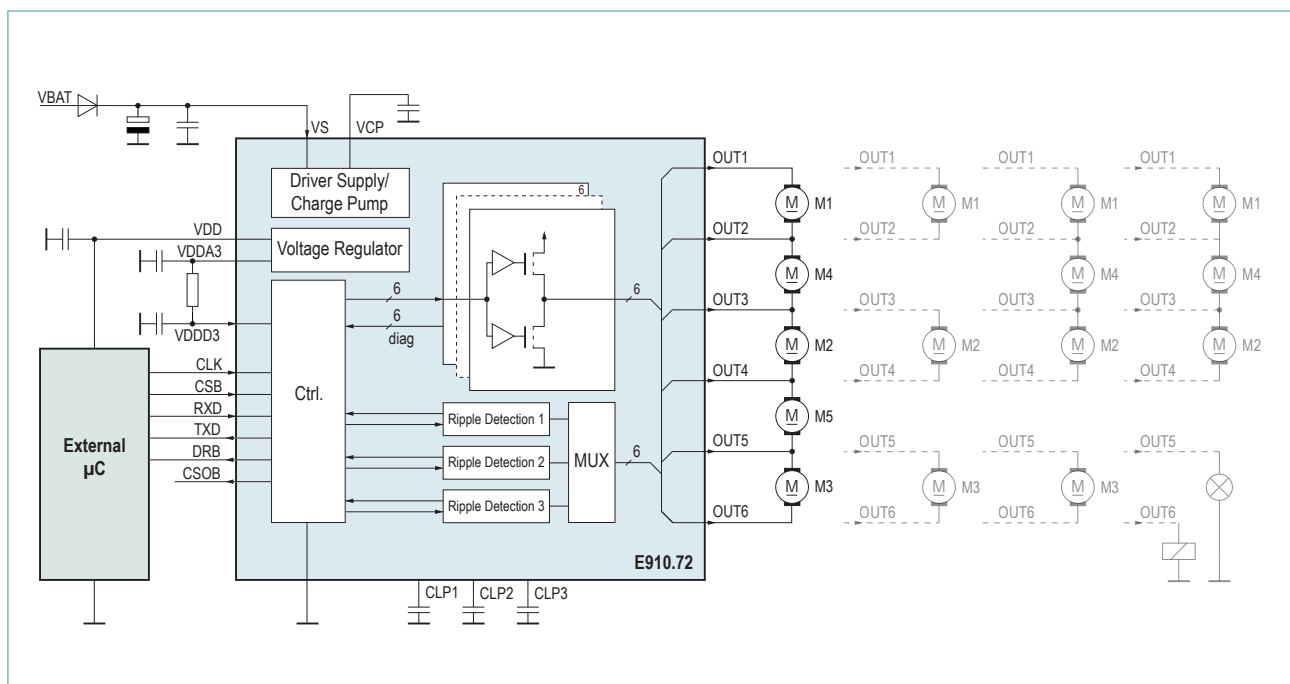 VBAT
VS
VCP
Driver Supply/
Charge Pump
6
VDD
Voltage Regulator
VDDA3
VDDD3
6
6
diag
6
Ctrl.
External
µC
CLK
CSB
RXD
TXD
DRB
CSOB
Ripple Detection 1
Ripple Detection 2
Ripple Detection 3
MUX
6
E910.72
CLP1
CLP2
CLP3
OUT1
M
M1
OUT2
M
M4
OUT3
M
M2
OUT4
M
M5
OUT5
M
M3
OUT6
OUT1
M
M1
OUT2
OUT3
M
M2
OUT4
OUT5
M
M3
OUT6
OUT1
M
M1
OUT2
M
M4
OUT3
M
M2
OUT4
OUT5
M
M3
OUT6
OUT1
M
M1
OUT2
M
M4
OUT3
M
M2
OUT4
OUT5
OUT6